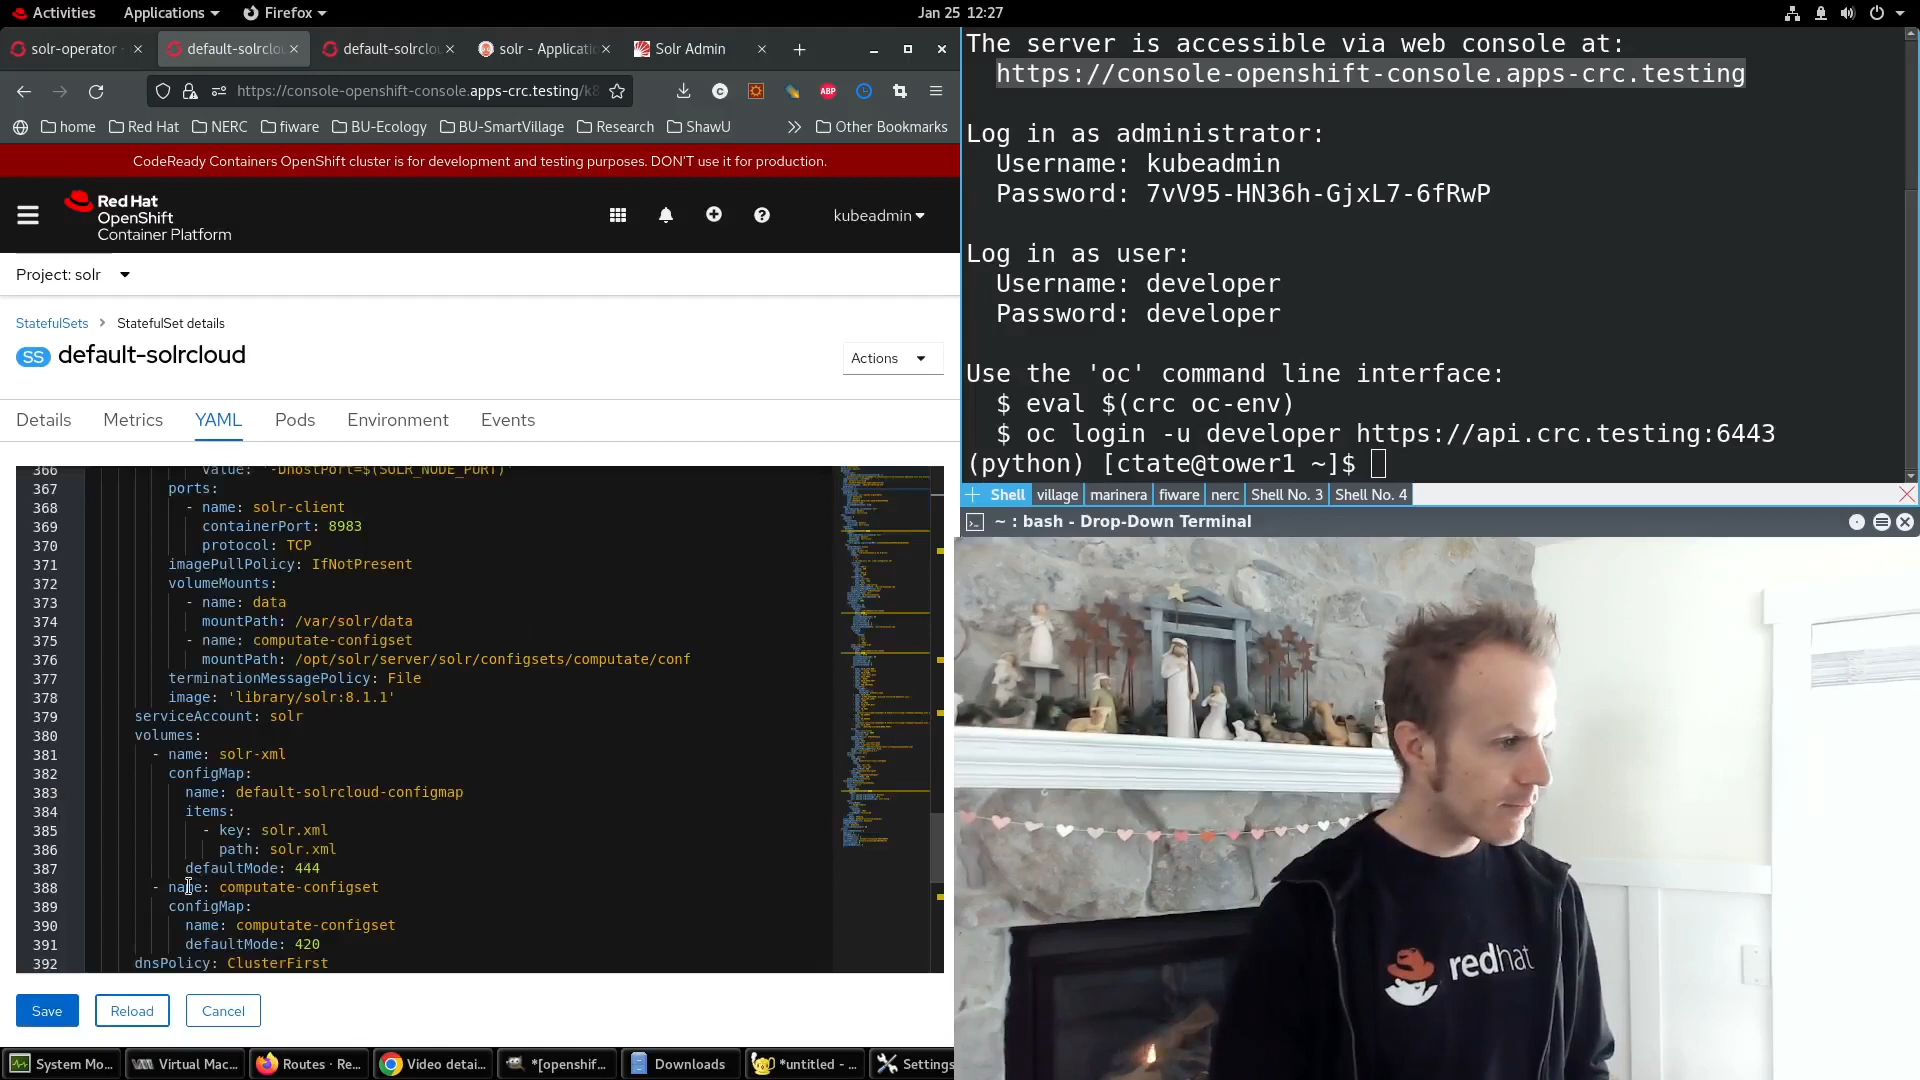 Activities
Applications
Firefox
Jan 25 12:27
solr-operator
default-solrclou
default-solrclou
solr - Applicatio
Solr Admin
https://console-openshift-console.apps-crc.testing/k8
ABP
home
Red Hat
NERC
fiware
BU-Ecology
BU-SmartVillage
Research
ShawU
Other Bookmarks
CodeReady Containers OpenShift cluster is for development and testing purposes. DON'T use it for production.
Red Hat
OpenShift
Container Platform
kubeadmin
Project: solr
StatefulSets
StatefulSet details
SS default-solrcloud
Actions
Details
Metrics
YAML
Pods
Environment
Events
366 value: '-DhostPort=$(SOLR_NODE_PORT)'
367 ports:
368 - name: solr-client
369 containerPort: 8983
370 protocol: TCP
371 imagePullPolicy: IfNotPresent
372 volumeMounts:
373 - name: data
374 mountPath: /var/solr/data
375 - name: computate-configset
376 mountPath: /opt/solr/server/solr/configsets/computate/conf
377 terminationMessagePolicy: File
378 image: 'library/solr:8.1.1'
379 serviceAccount: solr
380 volumes:
381 - name: solr-xml
382 configMap:
383 name: default-solrcloud-configmap
384 items:
385 - key: solr.xml
386 path: solr.xml
387 defaultMode: 444
388 - name: computate-configset
389 configMap:
390 name: computate-configset
391 defaultMode: 420
392 dnsPolicy: ClusterFirst
Save
Reload
Cancel
System Mo...
Virtual Mac...
Routes · Re...
Video detai...
*[openshif...
Downloads
*untitled - ...
Settings
The server is accessible via web console at:
https://console-openshift-console.apps-crc.testing
Log in as administrator:
Username: kubeadmin
Password: 7vV95-HN36h-GjxL7-6fRwP
Log in as user:
Username: developer
Password: developer
Use the 'oc' command line interface:
$ eval $(crc oc-env)
$ oc login -u developer https://api.crc.testing:6443
(python) [ctate@tower1 ~]$
Shell
village
marinera
fiware
nerc
Shell No. 3
Shell No. 4
~ : bash - Drop-Down Terminal
redhat